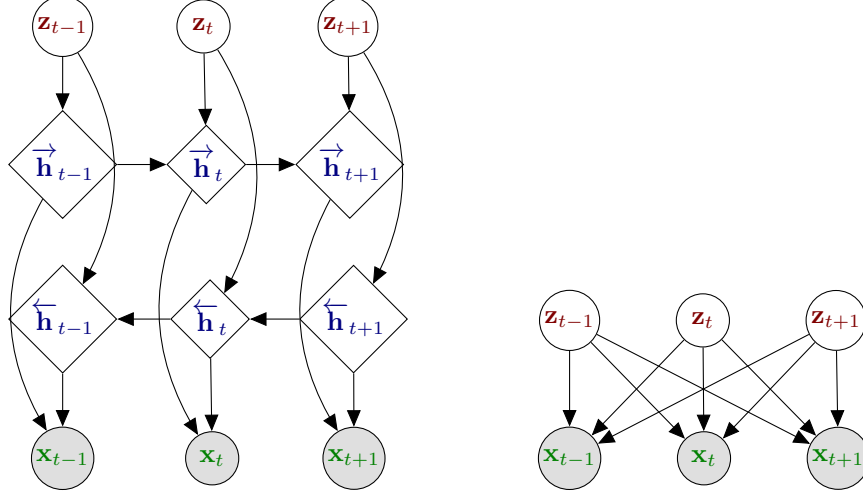 z_{t−1} z_t z_{t+1}
→h_{t−1} →h_t →h_{t+1}
←h_{t−1} ←h_t ←h_{t+1}
z_{t−1} z_t z_{t+1}
x_{t−1} x_t x_{t+1}
x_{t−1} x_t x_{t+1}